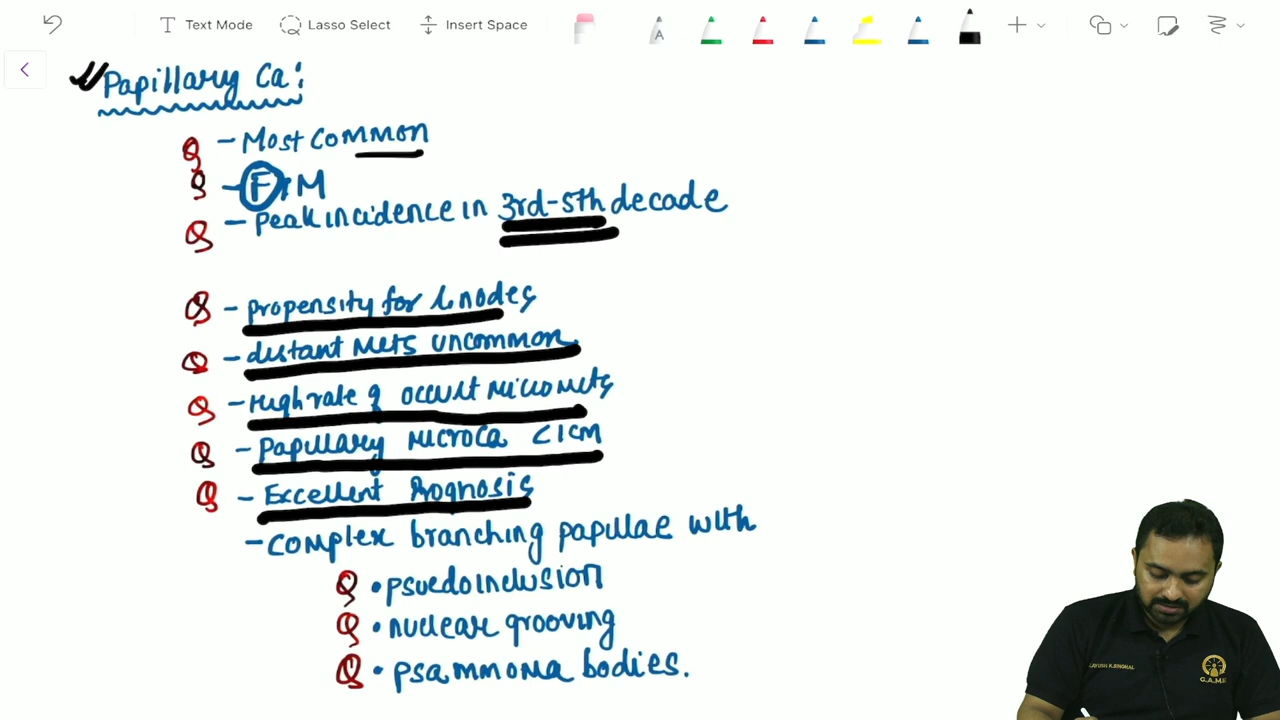 Text Mode Lasso Select Insert Space
Papillary Ca:
Q - Most common
Q - F:M
Q - Peak incidence in 3rd-5th decade
Q - Propensity for L.nodes
Q - distant Mets uncommon
Q - High rate of occult Micromets
Q - Papillary MicroCa <1cm
Q - Excellent Prognosis
- Complex branching papillae with
Q • psuedoinclusion
Q • nuclear grooving
Q • psammoma bodies.
G.A.M.E